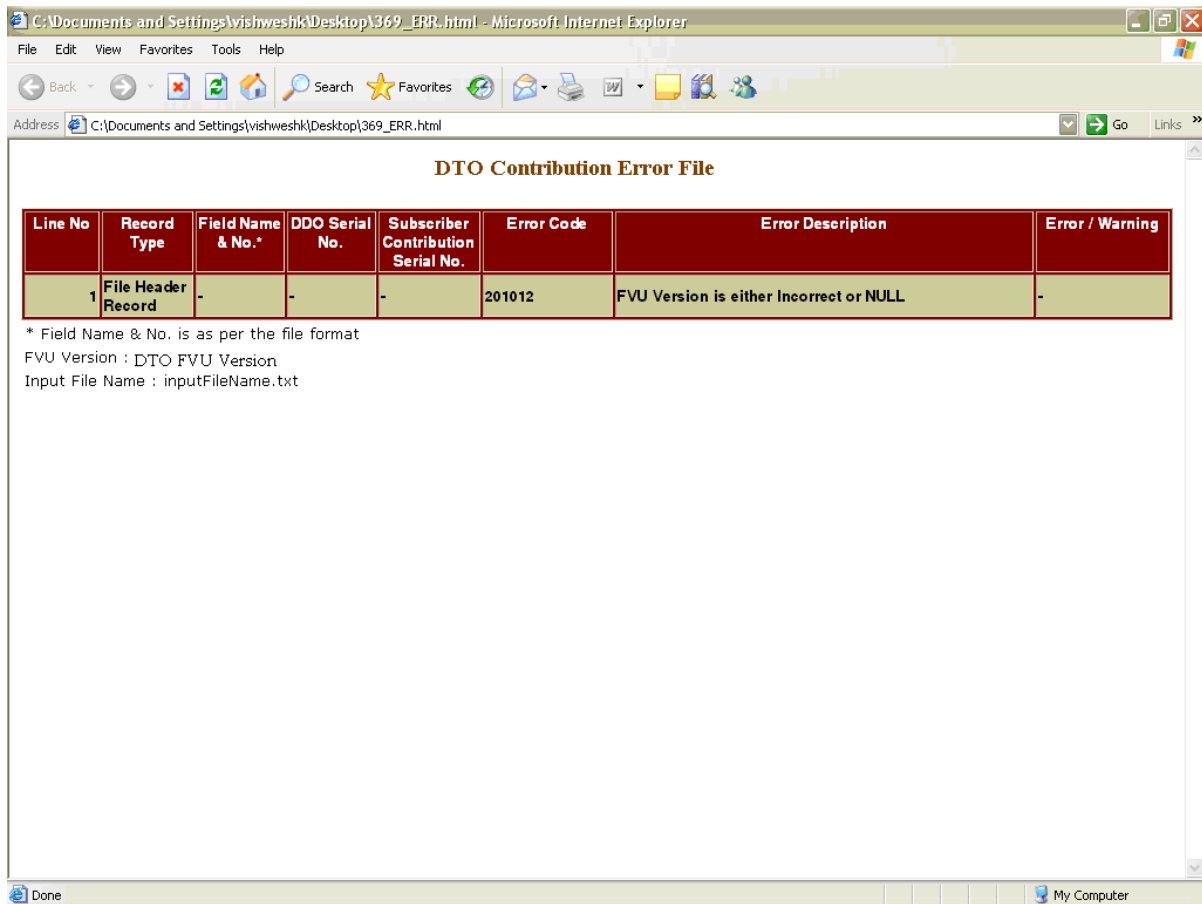 C:\Documents and Settings\vishweshk\Desktop\369_ERR.html - Microsoft Internet Explorer
File Edit View Favorites Tools Help
Back Search Favorites W
Address C:\Documents and Settings\vishweshk\Desktop\369_ERR.html Go Links »
DTO Contribution Error File
Line No Record Type Field Name & No.* DDO Serial No. Subscriber Contribution Serial No. Error Code Error Description Error / Warning
1 File Header Record - - - 201012 FVU Version is either Incorrect or NULL -
* Field Name & No. is as per the file format
FVU Version : DTO FVU Version
Input File Name : inputFileName.txt
Done My Computer